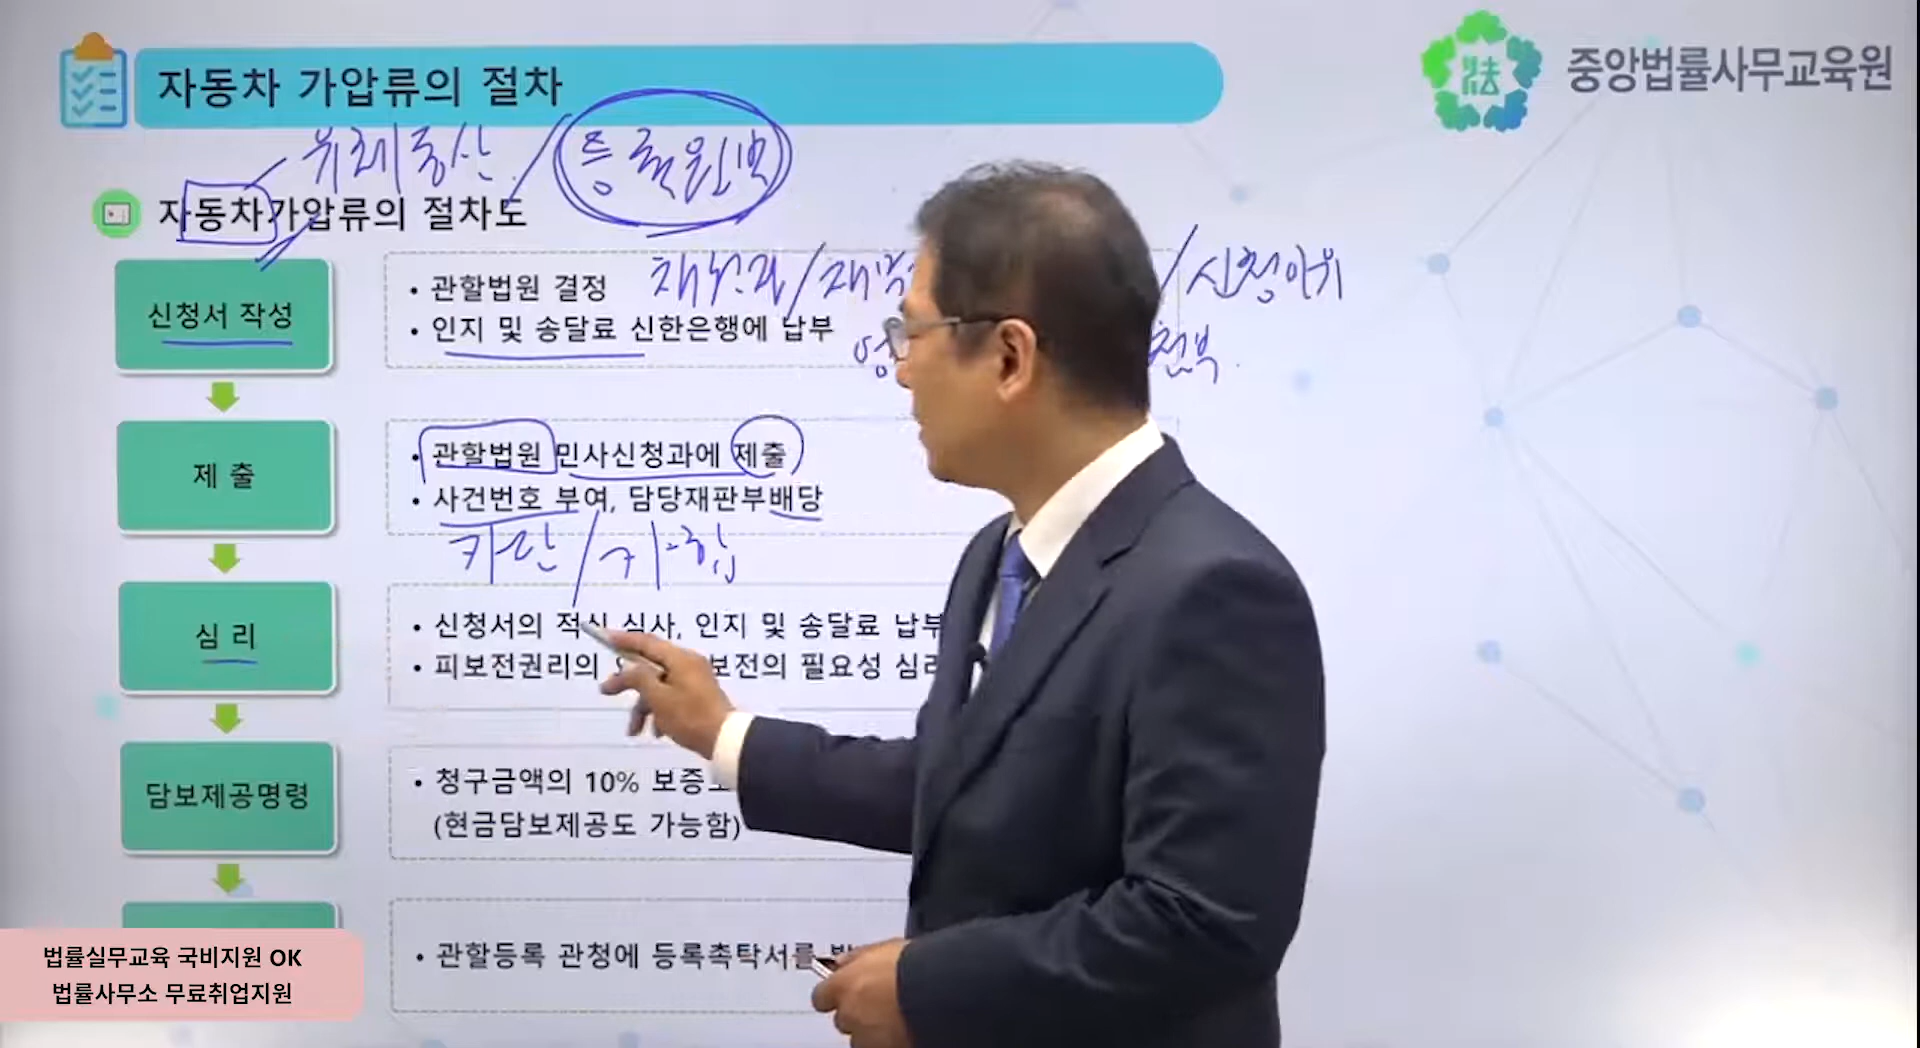 자동차 가압류의 절차
法 중앙법률사무교육원
유체동산 / 등록원부
자동차가압류의 절차도
신청서 작성
• 관할법원 결정
/ 신청이유
• 인지 및 송달료 신한은행에 납부
제 출
• 관할법원 민사신청과에 제출
• 사건번호 부여, 담당재판부배당
카단 / 카합
심 리
• 신청서의 적식 심사, 인지 및 송달료 납부
• 피보전권리의 보전의 필요성 심리
담보제공명령
• 청구금액의 10% 보증
(현금담보제공도 가능함)
• 관할등록 관청에 등록촉탁서를
법률실무교육 국비지원 OK
법률사무소 무료취업지원